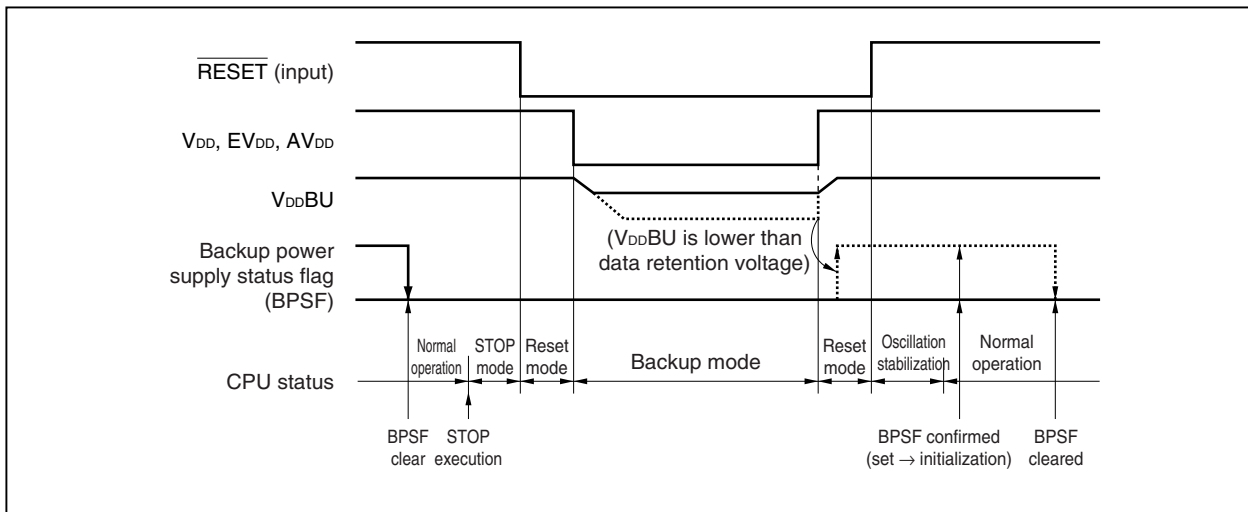 RESET (input)
VDD, EVDD, AVDD
VDDBU
(VDDBU is lower than
data retention voltage)
Backup power
supply status flag
(BPSF)
CPU status
Normal
operation
STOP
mode
Reset
mode
Backup mode
Reset
mode
Oscillation
stabilization
Normal
operation
BPSF
clear
STOP
execution
BPSF confirmed
(set → initialization)
BPSF
cleared